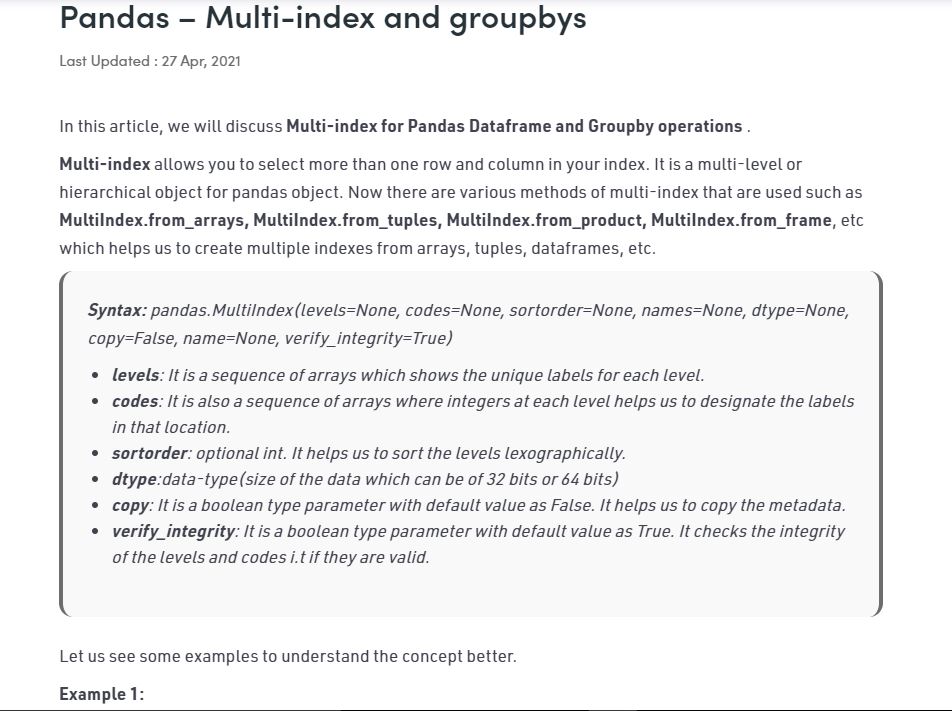 Pandas – Multi-index and groupbys
Last Updated : 27 Apr, 2021
In this article, we will discuss Multi-index for Pandas Dataframe and Groupby operations .
Multi-index allows you to select more than one row and column in your index. It is a multi-level or
hierarchical object for pandas object. Now there are various methods of multi-index that are used such as
MultiIndex.from_arrays, MultiIndex.from_tuples, MultiIndex.from_product, MultiIndex.from_frame, etc
which helps us to create multiple indexes from arrays, tuples, dataframes, etc.
Syntax: pandas.MultiIndex(levels=None, codes=None, sortorder=None, names=None, dtype=None,
copy=False, name=None, verify_integrity=True)
• levels: It is a sequence of arrays which shows the unique labels for each level.
• codes: It is also a sequence of arrays where integers at each level helps us to designate the labels
in that location.
• sortorder: optional int. It helps us to sort the levels lexographically.
• dtype:data-type(size of the data which can be of 32 bits or 64 bits)
• copy: It is a boolean type parameter with default value as False. It helps us to copy the metadata.
• verify_integrity: It is a boolean type parameter with default value as True. It checks the integrity
of the levels and codes i.t if they are valid.
Let us see some examples to understand the concept better.
Example 1: